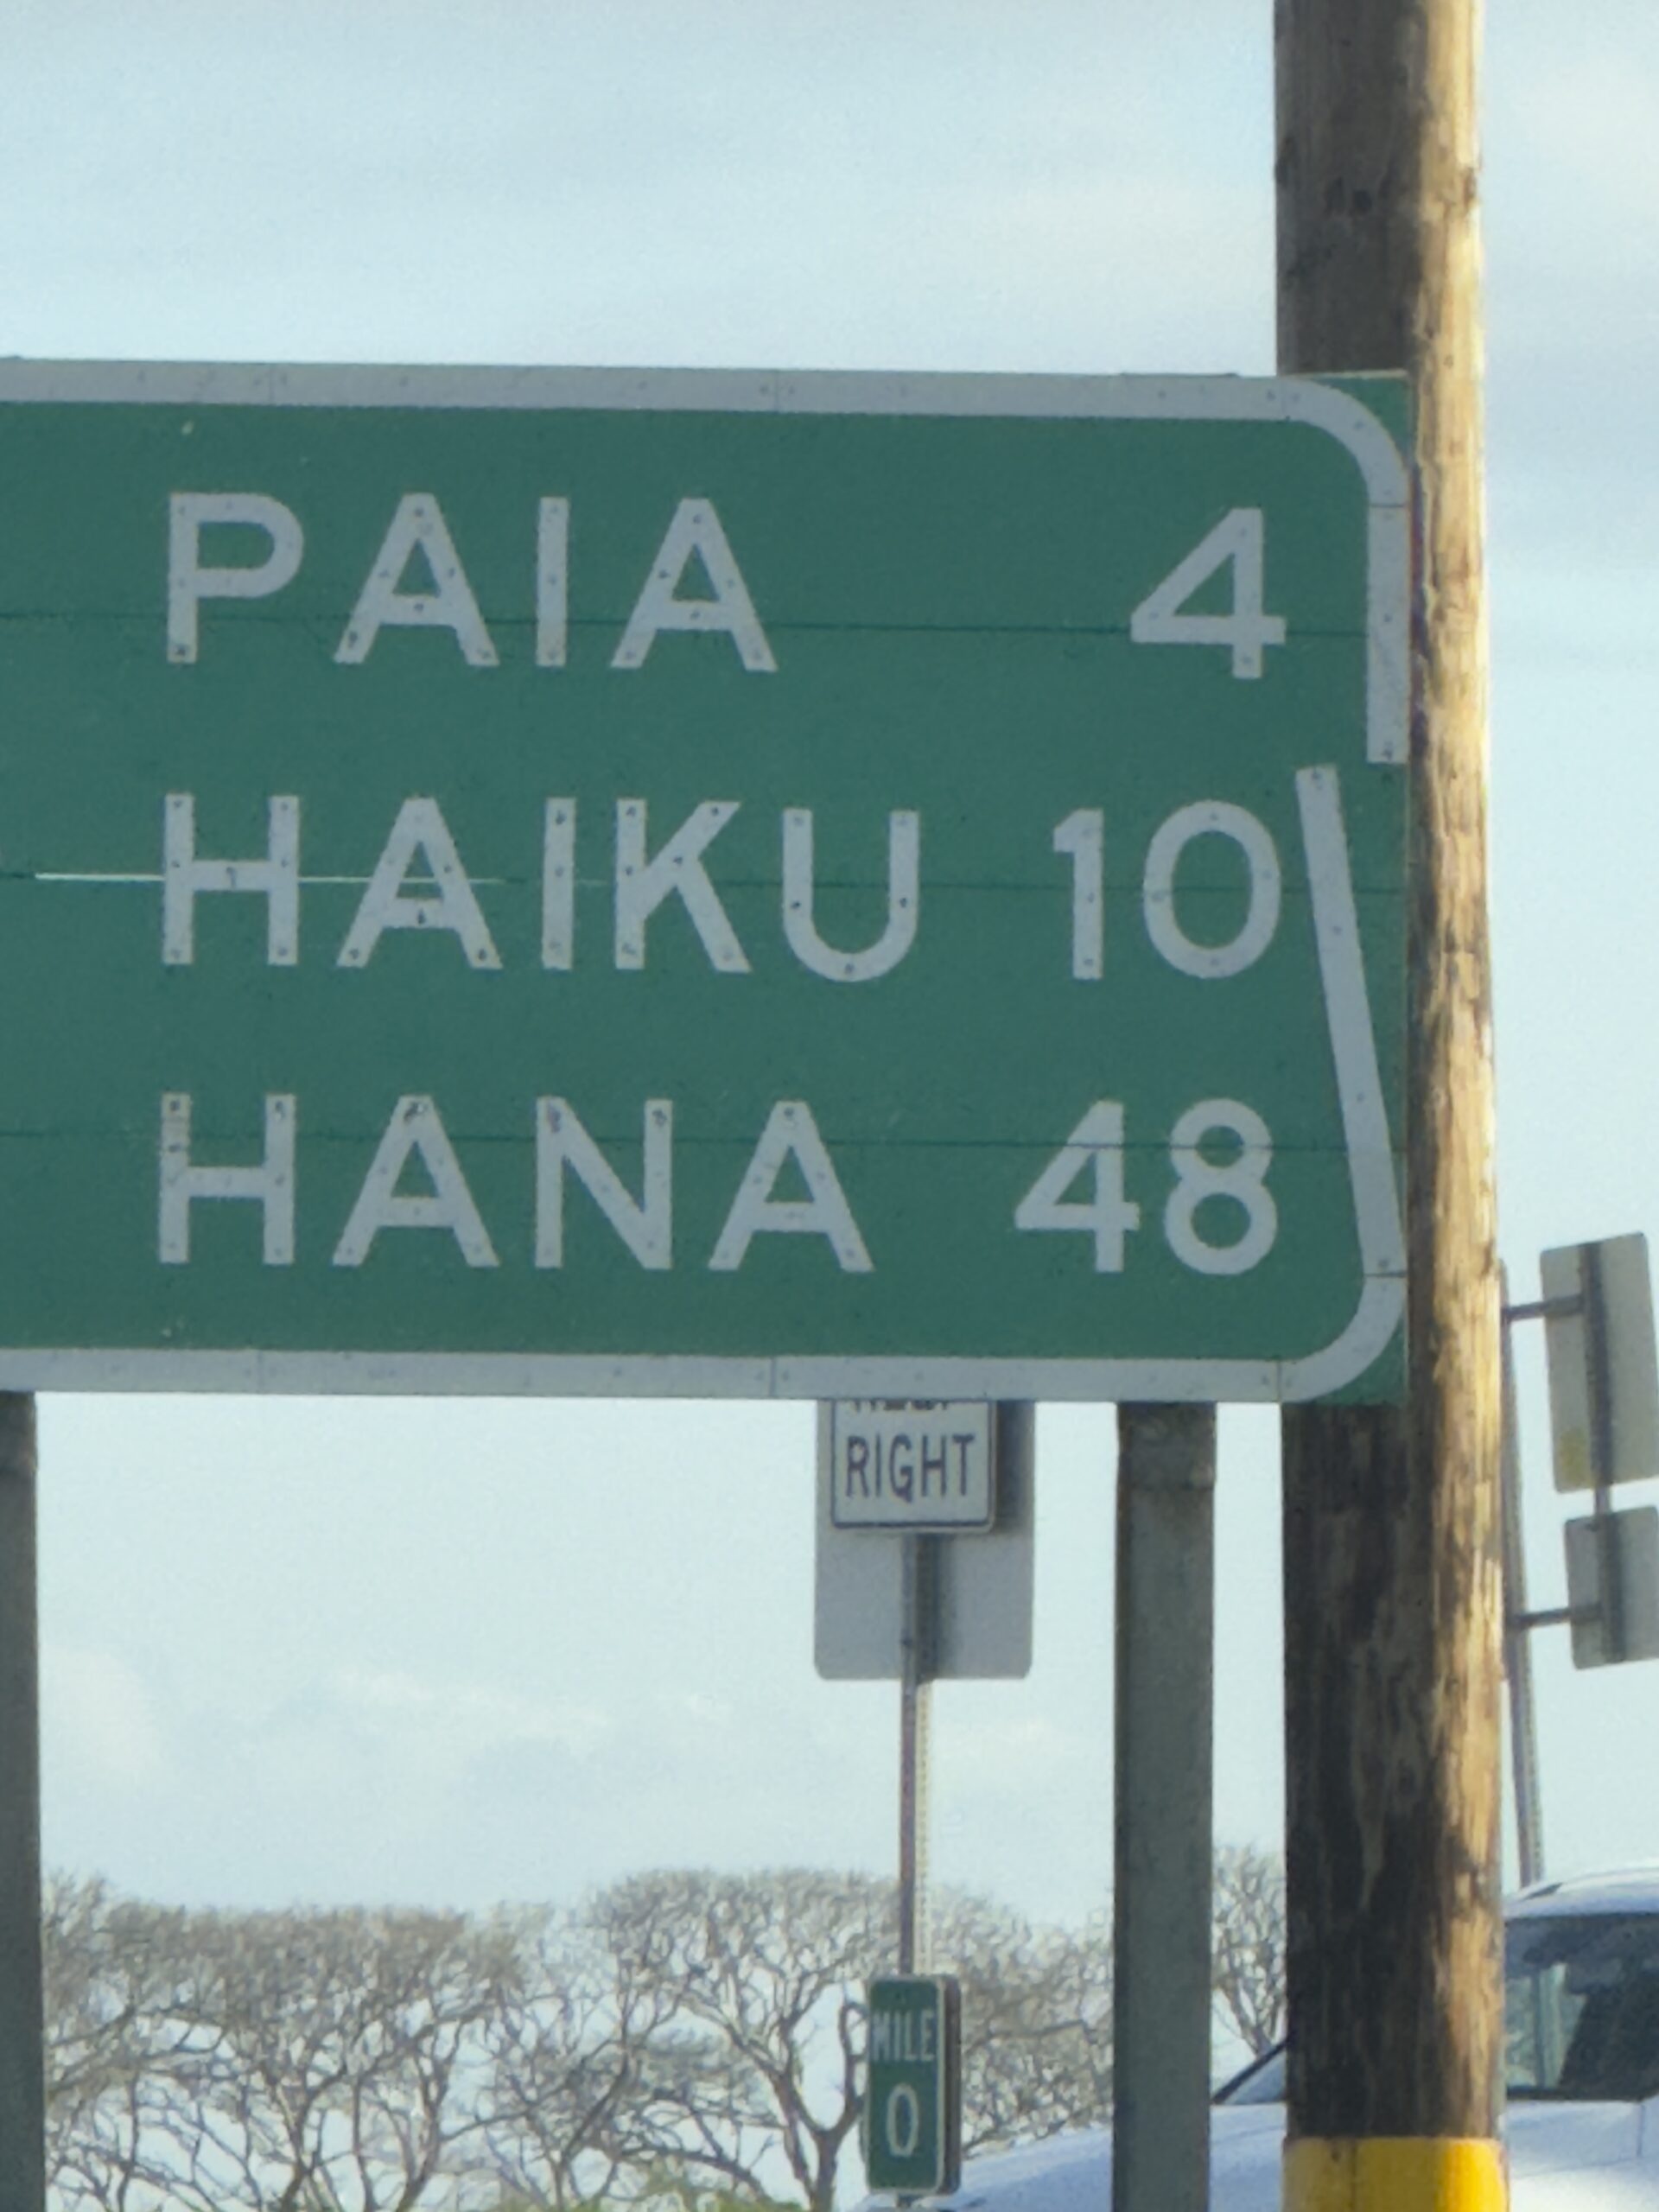 PAIA 4
HAIKU 10
HANA 48
RIGHT
MILE
0